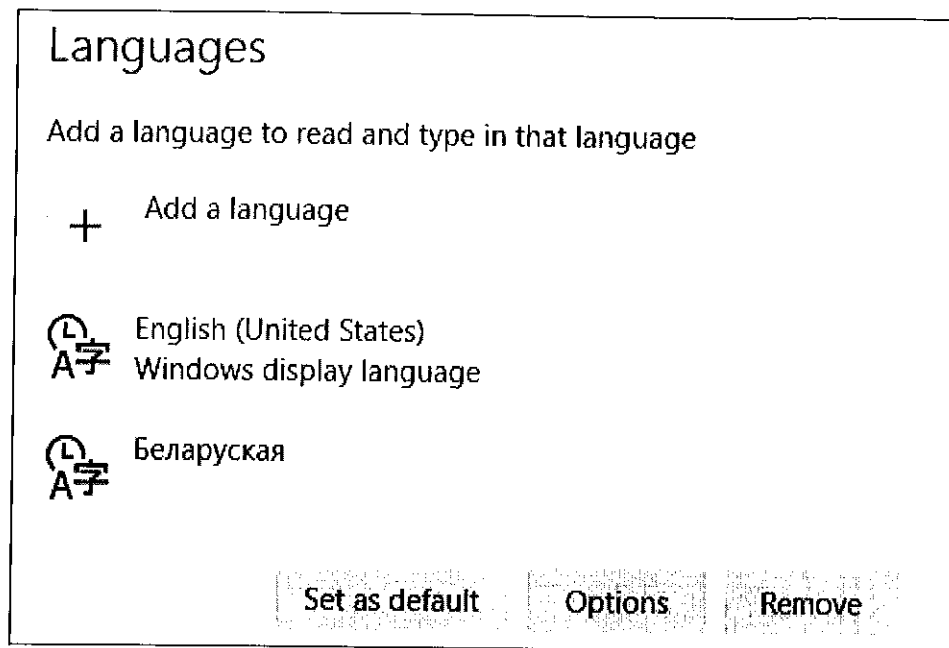 Languages
Add a language to read and type in that language
+ Add a language
English (United States)
Windows display language
Беларуская
Set as default Options Remove